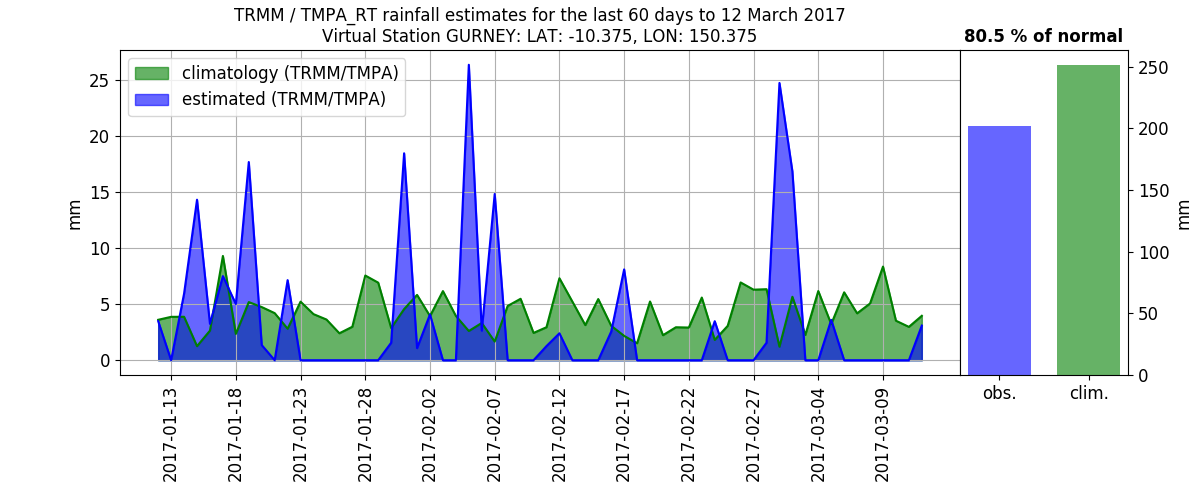 TRMM / TMPA_RT rainfall estimates for the last 60 days to 12 March 2017
Virtual Station GURNEY: LAT: -10.375, LON: 150.375
80.5 % of normal
climatology (TRMM/TMPA)
estimated (TRMM/TMPA)
mm
25
20
15
10
5
0
2017-01-13
2017-01-18
2017-01-23
2017-01-28
2017-02-02
2017-02-07
2017-02-12
2017-02-17
2017-02-22
2017-02-27
2017-03-04
2017-03-09
250
200
150
100
50
0
mm
obs.
clim.